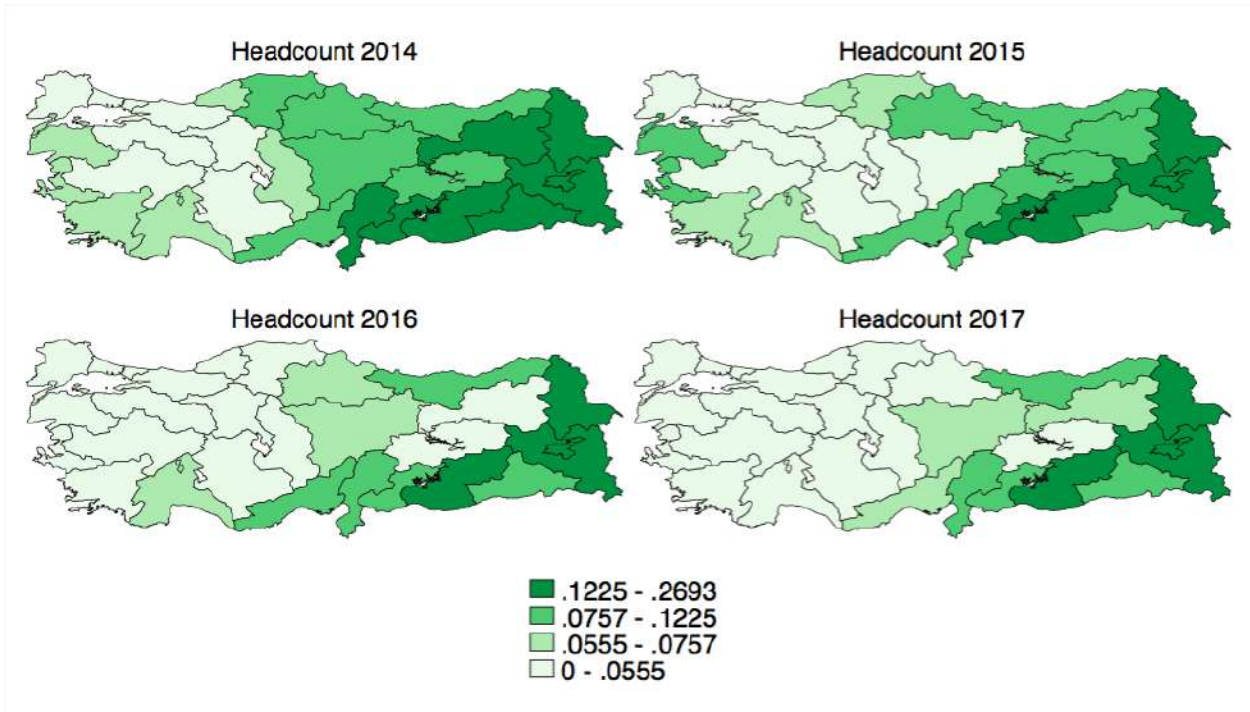 Headcount 2014
Headcount 2015
Headcount 2016
Headcount 2017
.1225 - .2693
.0757 - .1225
.0555 - .0757
0 - .0555